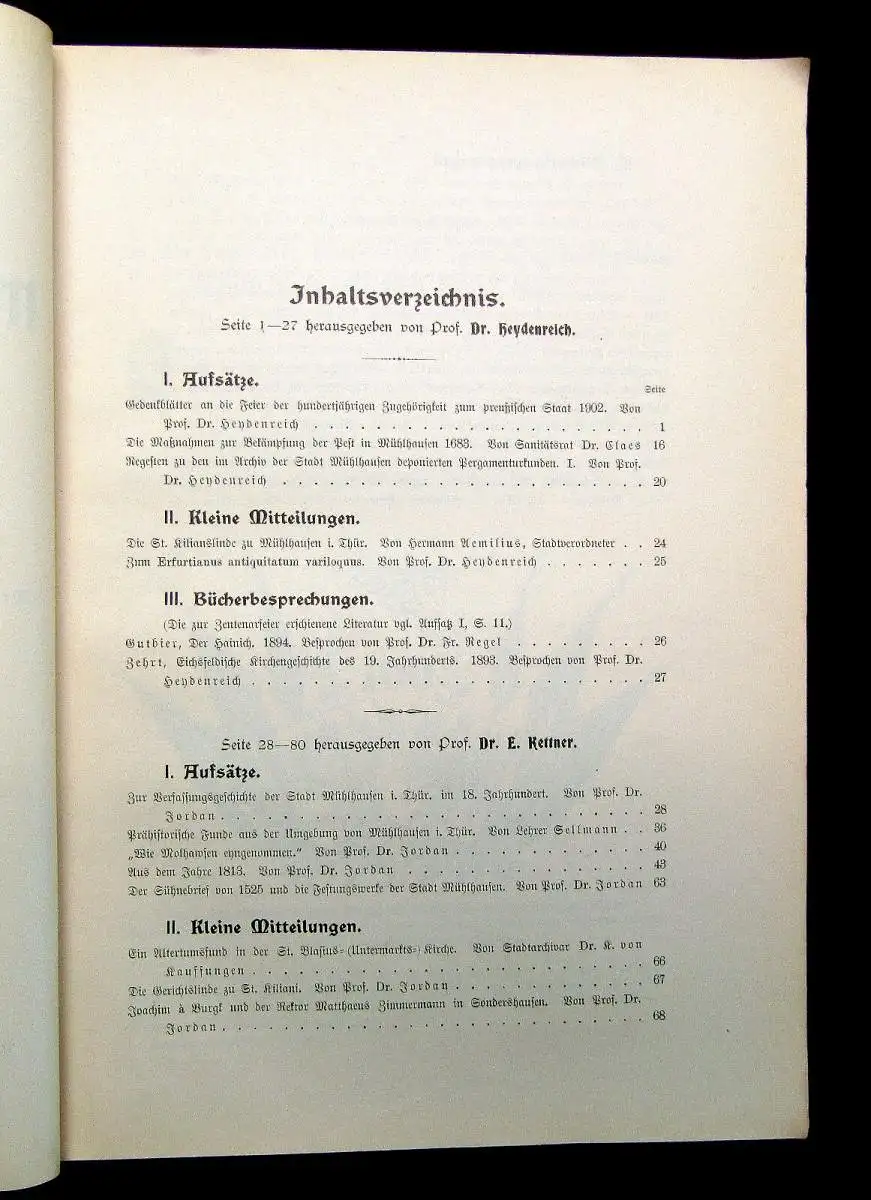 Inhaltsverzeichnis.
Seite 1—27 herausgegeben von Prof. Dr. Heydenreich.
I. Aufsätze.
Seite
Gedenkblätter an die Feier der hundertjährigen Zugehörigkeit zum preußischen Staat 1902. Von
Prof. Dr. Heydenreich . . . . . . . . . . . . . . . . . . . . . . 1
Die Maßnahmen zur Bekämpfung der Pest in Mühlhausen 1683. Von Sanitätsrat Dr. Claes 16
Regesten zu den im Archiv der Stadt Mühlhausen deponierten Pergamenturkunden. I. Von Prof.
Dr. Heydenreich . . . . . . . . . . . . . . . . . . . . . . . . 20
II. Kleine Mitteilungen.
Die St. Kilianslinde zu Mühlhausen i. Thür. Von Hermann Aemilius, Stadtverordneter . . 24
Zum Erfurtianus antiquitatum variloquus. Von Prof. Dr. Heydenreich . . . . . . . 25
III. Bücherbesprechungen.
(Die zur Zentenarfeier erschienene Literatur vgl. Aufsatz I, S. 11.)
Gutbier, Der Hainich. 1894. Besprochen von Prof. Dr. Fr. Regel . . . . . . . . . 26
Zehrt, Eichsfeldische Kirchengeschichte des 19. Jahrhunderts. 1893. Besprochen von Prof. Dr.
Heydenreich . . . . . . . . . . . . . . . . . . . . . . . . . . 27
Seite 28—80 herausgegeben von Prof. Dr. E. Kettner.
I. Aufsätze.
Zur Verfassungsgeschichte der Stadt Mühlhausen i. Thür. im 18. Jahrhundert. Von Prof. Dr.
Jordan . . . . . . . . . . . . . . . . . . . . . . . . . . . . 28
Prähistorische Funde aus der Umgebung von Mühlhausen i. Thür. Von Lehrer Sellmann . . 36
„Wie Molhawsen eyngenommen.“ Von Prof. Dr. Jordan . . . . . . . . . . . . . . 40
Aus dem Jahre 1813. Von Prof. Dr. Jordan . . . . . . . . . . . . . . . . . 43
Der Sühnebrief von 1525 und die Festungswerke der Stadt Mühlhausen. Von Prof. Dr. Jordan 63
II. Kleine Mitteilungen.
Ein Altertumsfund in der St. Blasius=(Untermarkts=)Kirche. Von Stadtarchivar Dr. K. von
Kauffungen . . . . . . . . . . . . . . . . . . . . . . . . . . 66
Die Gerichtslinde zu St. Kiliani. Von Prof. Dr. Jordan . . . . . . . . . . . . . . 67
Joachim à Burgk und der Rektor Matthaeus Zimmermann in Sondershausen. Von Prof. Dr.
Jordan . . . . . . . . . . . . . . . . . . . . . . . . . . . . 68